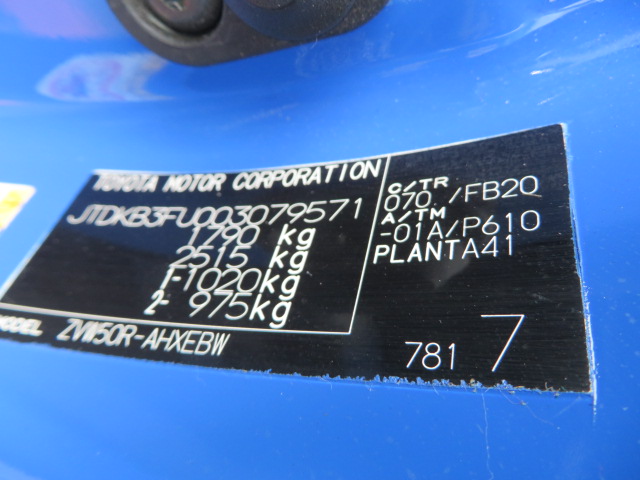 TOYOTA MOTOR CORPORATION
JTDKB3FU003079571
1790 kg
2515 kg
1-1020kg
2- 975kg
C/TR
070 /FB20
A/TM
-01A/P610
PLANTA41
MODEL ZVW50R-AHXEBW
781 7